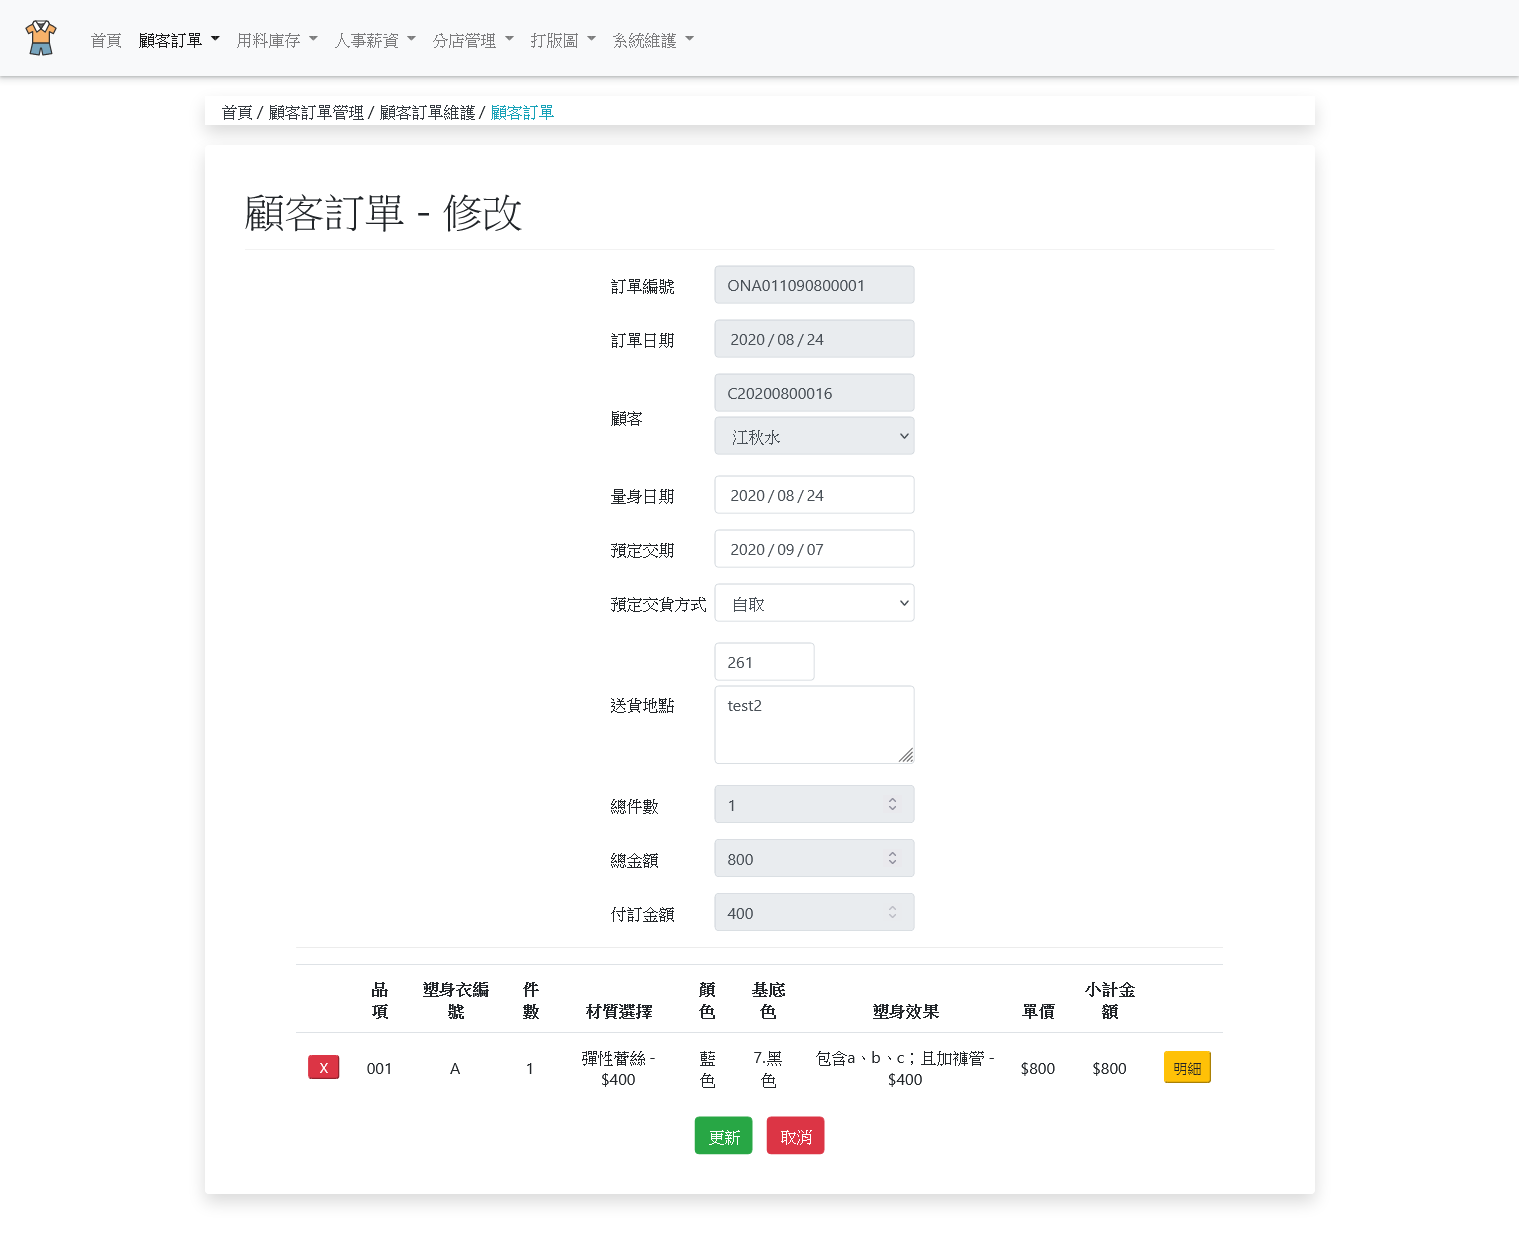 首頁 顧客訂單 用料庫存 人事薪資 分店管理 打版圖 系統維護
首頁 / 顧客訂單管理 / 顧客訂單維護 / 顧客訂單
顧客訂單 - 修改
訂單編號 ONA011090800001
訂單日期 2020 / 08 / 24
C20200800016
顧客
江秋水
量身日期 2020 / 08 / 24
預定交期 2020 / 09 / 07
預定交貨方式 自取
261
送貨地點 test2
總件數 1
總金額 800
付訂金額 400
品項 塑身衣編號 件數 材質選擇 顏色 基底色 塑身效果 單價 小計金額
X 001 A 1 彈性蕾絲 - $400 藍色 7.黑色 包含a、b、c；且加褲管 - $400 $800 $800 明細
更新 取消